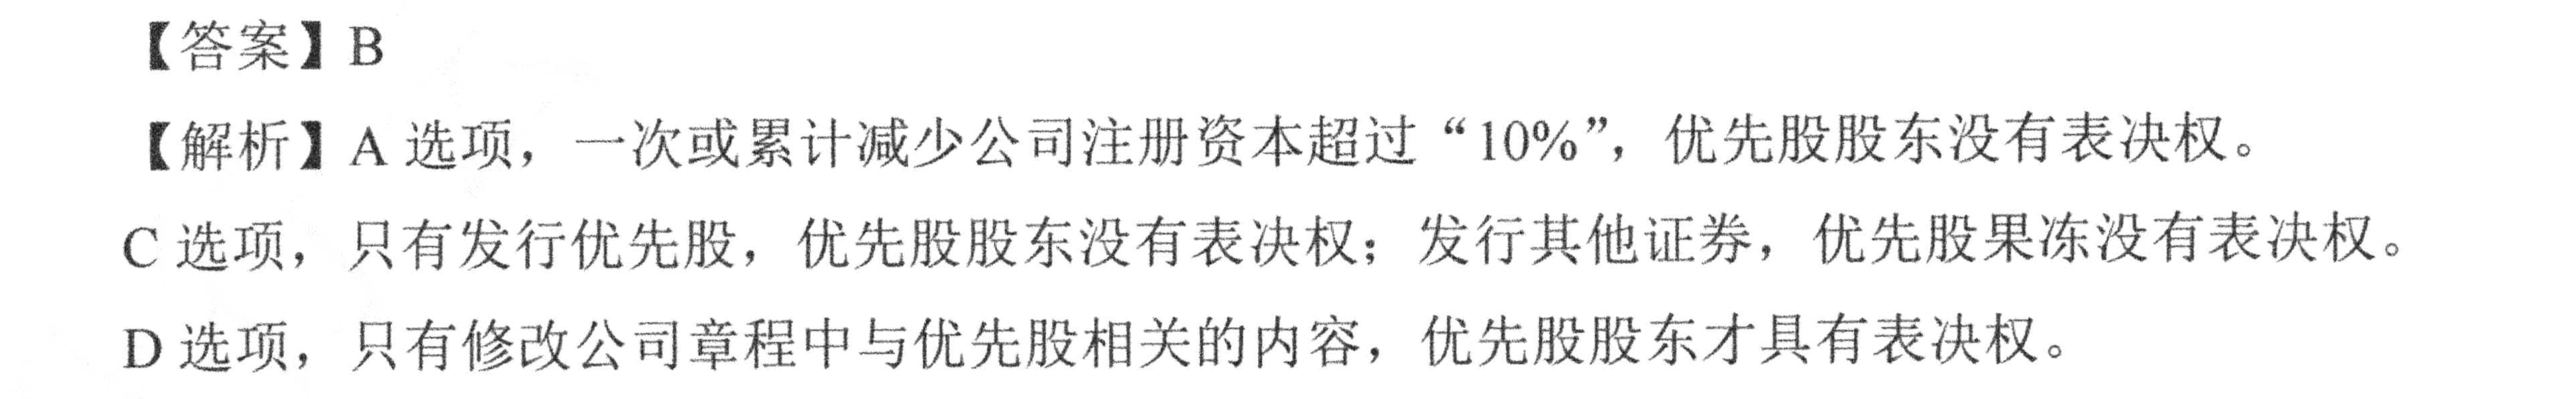 【答案】B
【解析】A 选项，一次或累计减少公司注册资本超过“10%”，优先股股东没有表决权。
C 选项，只有发行优先股，优先股股东没有表决权；发行其他证券，优先股果冻没有表决权。
D 选项，只有修改公司章程中与优先股相关的内容，优先股股东才具有表决权。